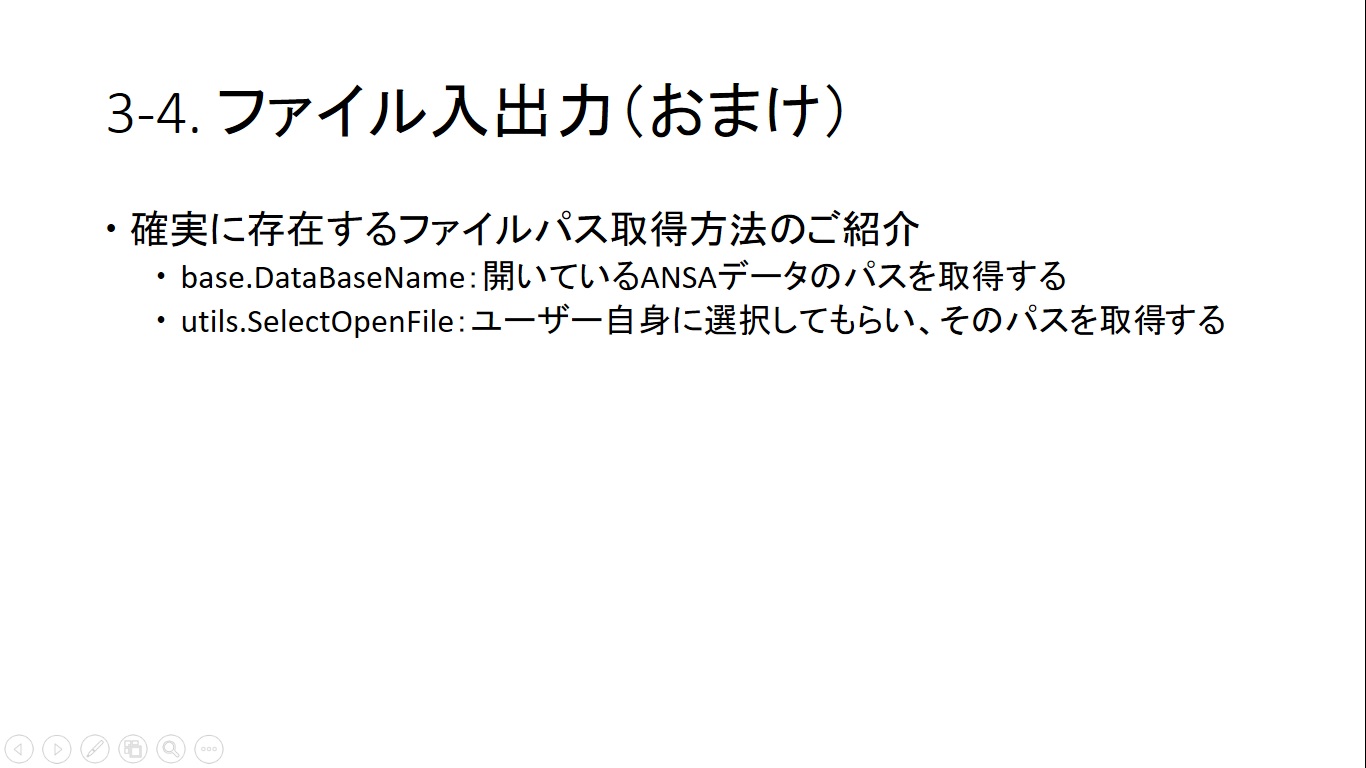 3-4. ファイル入出力（おまけ）
・確実に存在するファイルパス取得方法のご紹介
・base.DataBaseName：開いているANSAデータのパスを取得する
・utils.SelectOpenFile：ユーザー自身に選択してもらい、そのパスを取得する